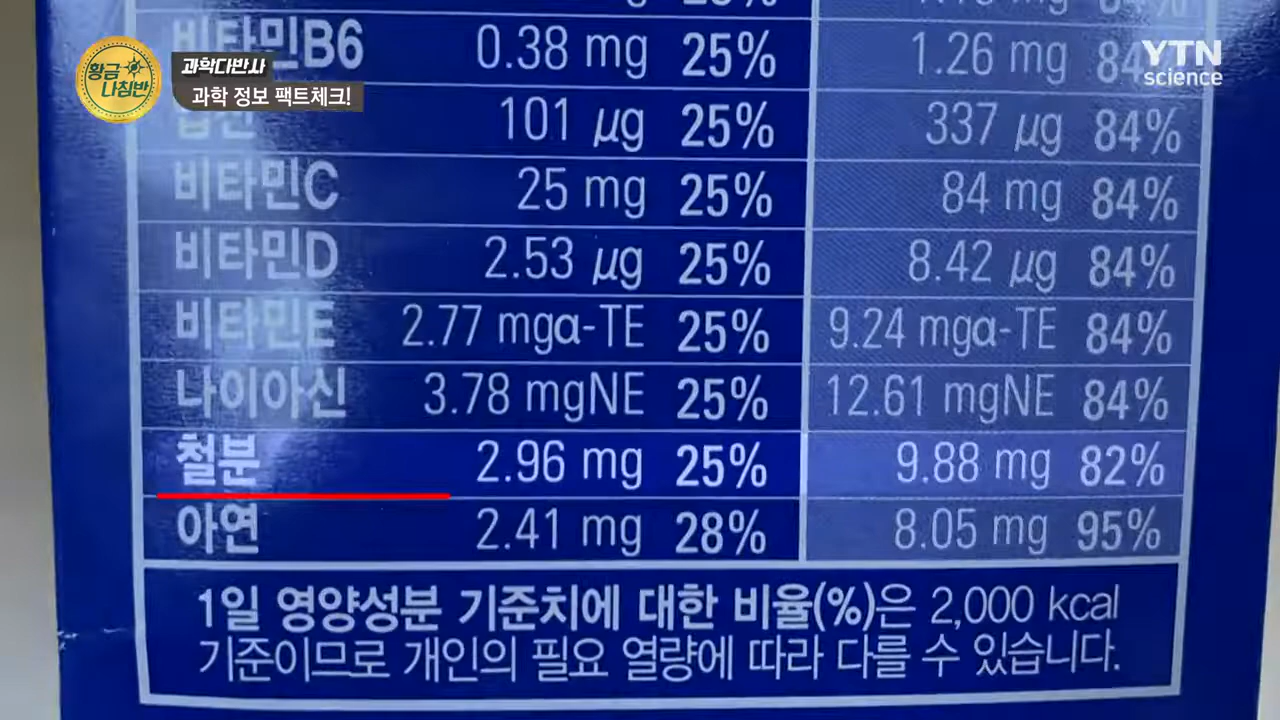 황금
나침반
과학다반사
과학 정보 팩트체크!
YTN
science
비타민B6 0.38 mg 25% 1.26 mg 84%
101 µg 25% 337 µg 84%
비타민C 25 mg 25% 84 mg 84%
비타민D 2.53 µg 25% 8.42 µg 84%
비타민E 2.77 mgα-TE 25% 9.24 mgα-TE 84%
나이아신 3.78 mgNE 25% 12.61 mgNE 84%
철분 2.96 mg 25% 9.88 mg 82%
아연 2.41 mg 28% 8.05 mg 95%
1일 영양성분 기준치에 대한 비율(%)은 2,000 kcal
기준이므로 개인의 필요 열량에 따라 다를 수 있습니다.